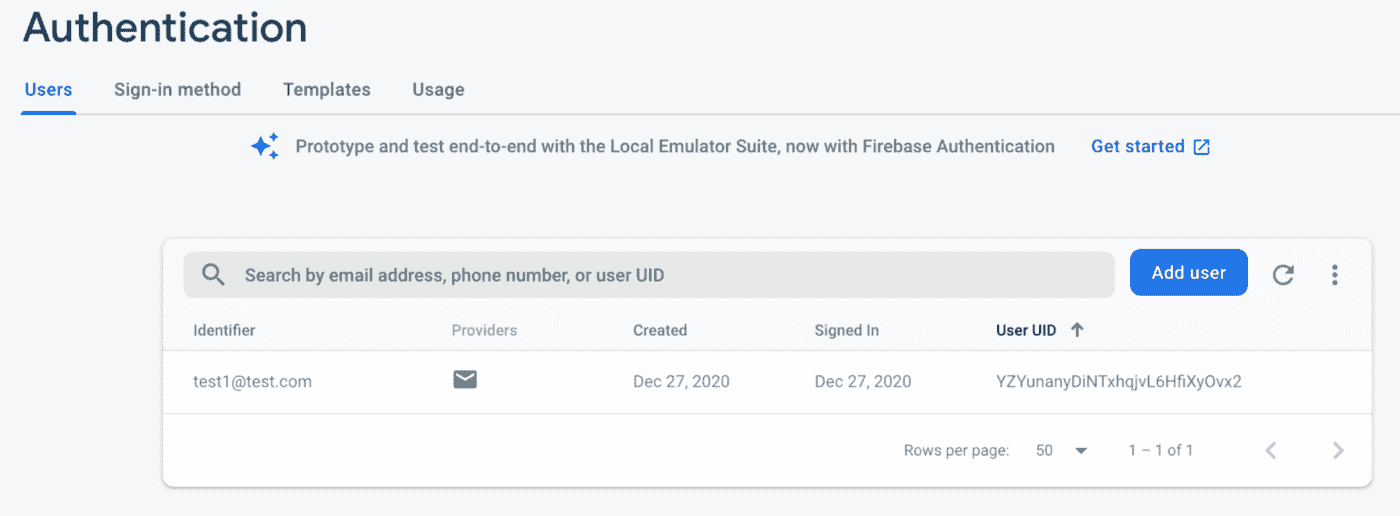 Authentication
Users Sign-in method Templates Usage
Prototype and test end-to-end with the Local Emulator Suite, now with Firebase Authentication Get started
Search by email address, phone number, or user UID Add user
Identifier Providers Created Signed In User UID
test1@test.com Dec 27, 2020 Dec 27, 2020 YZYunanyDiNTxhqjvL6HfiXyOvx2
Rows per page: 50 1 – 1 of 1